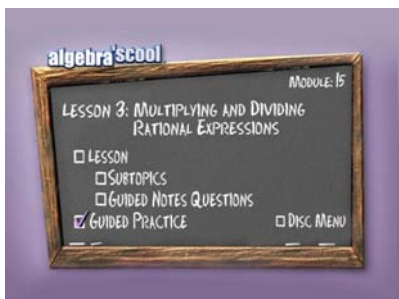 algebra'scool
MODULE: 15
LESSON 3: MULTIPLYING AND DIVIDING
RATIONAL EXPRESSIONS
LESSON
SUBTOPICS
GUIDED NOTES QUESTIONS
GUIDED PRACTICE
DISC MENU